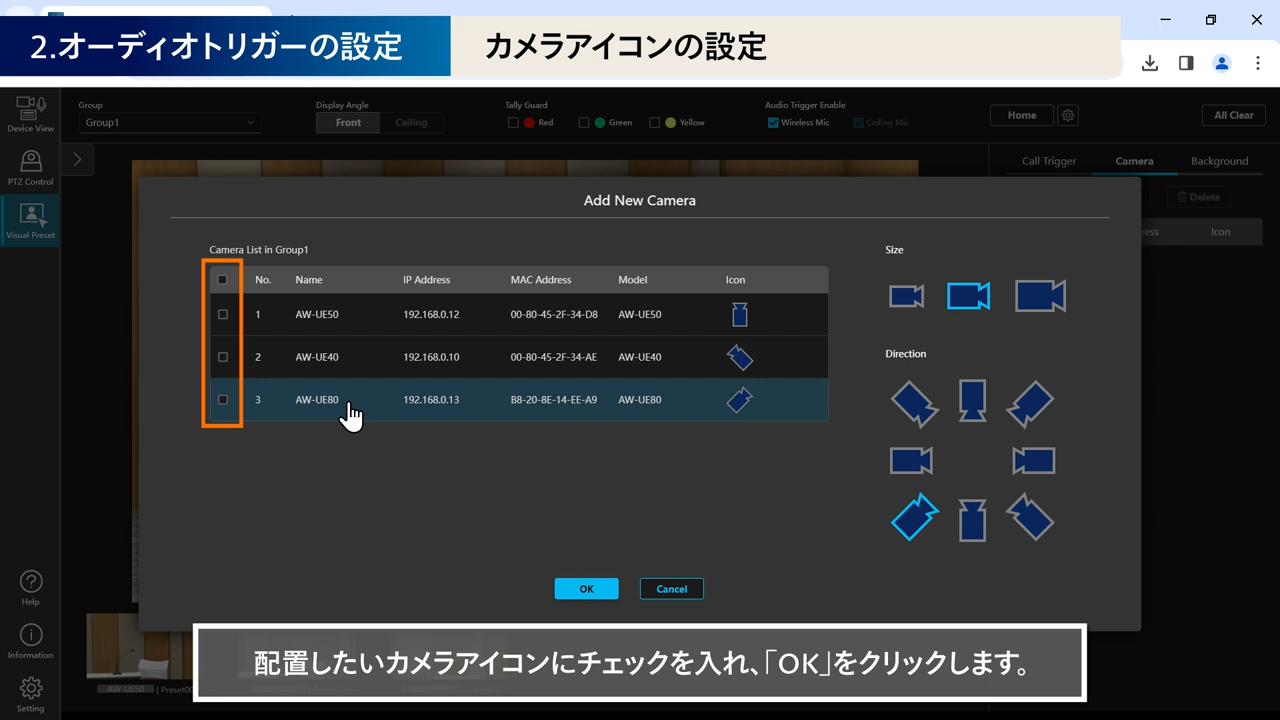 2.オーディオトリガーの設定
カメラアイコンの設定
Device View
PTZ Control
Visual Preset
Help
Information
Setting
Group
Group1
Display Angle
Front Ceiling
Tally Guard
Red Green Yellow
Audio Trigger Enable
Wireless Mic Ceiling Mic
Home
All Clear
Call Trigger Camera Background
Delete
ress Icon
Add New Camera
Camera List in Group1
No. Name IP Address MAC Address Model Icon
1 AW-UE50 192.168.0.12 00-80-45-2F-34-D8 AW-UE50
2 AW-UE40 192.168.0.10 00-80-45-2F-34-AE AW-UE40
3 AW-UE80 192.168.0.13 B8-20-8E-14-EE-A9 AW-UE80
Size
Direction
OK Cancel
AW-UE50 | Preset00
配置したいカメラアイコンにチェックを入れ、「OK」をクリックします。